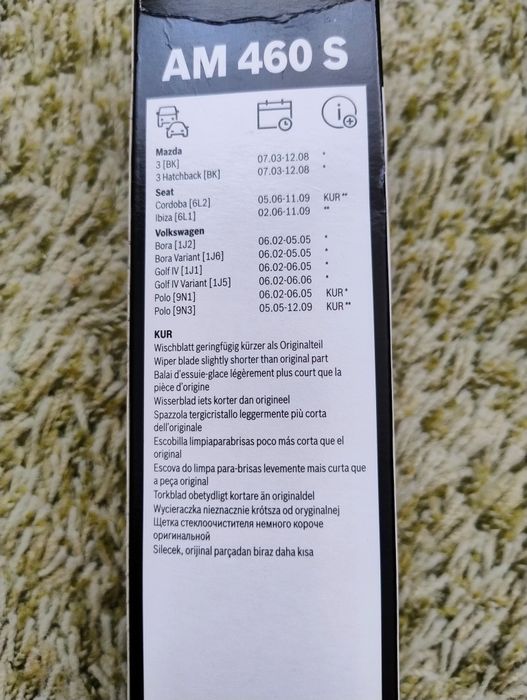 AM 460 S
Mazda
3 [BK] 07.03-12.08 *
3 Hatchback [BK] 07.03-12.08 *
Seat
Cordoba [6L2] 05.06-11.09 KUR **
Ibiza [6L1] 02.06-11.09 **
Volkswagen
Bora [1J2] 06.02-05.05 *
Bora Variant [1J6] 06.02-05.05 *
Golf IV [1J1] 06.02-06.05 *
Golf IV Variant [1J5] 06.02-06.06 *
Polo [9N1] 06.02-06.05 KUR *
Polo [9N3] 05.05-12.09 KUR **
KUR
Wischblatt geringfügig kürzer als Originalteil
Wiper blade slightly shorter than original part
Balai d'essuie-glace légèrement plus court que la
pièce d'origine
Wisserblad iets korter dan origineel
Spazzola tergicristallo leggermente più corta
dell'originale
Escobilla limpiaparabrisas poco más corta que el
original
Escova do limpa para-brisas levemente mais curta que
a peça original
Torkblad obetydligt kortare än originaldel
Wycieraczka nieznacznie krótsza od oryginalnej
Щетка стеклоочистителя немного короче
оригинальной
Silecek, orijinal parçadan biraz daha kısa